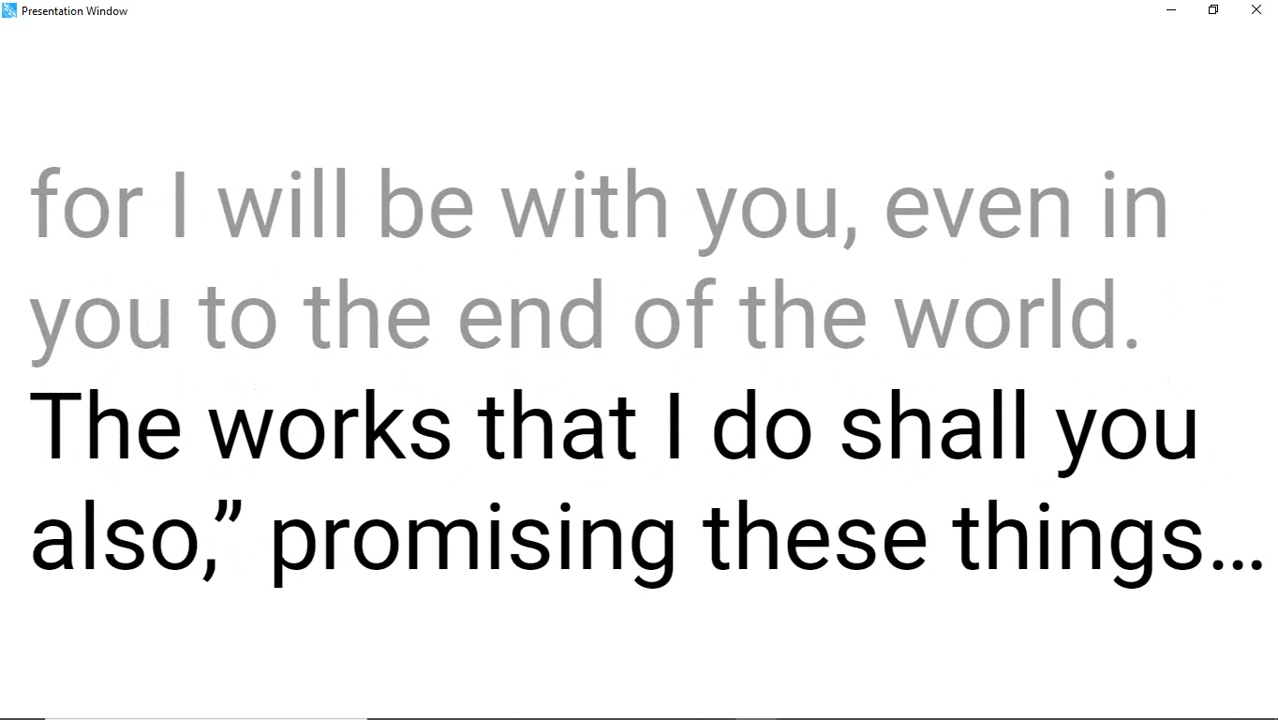 Presentation Window
for I will be with you, even in
you to the end of the world.
The works that I do shall you
also,” promising these things...